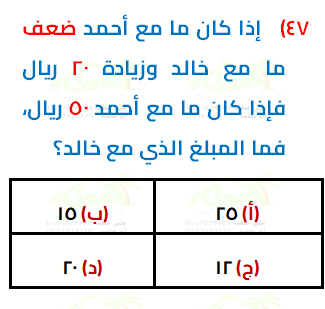 ٤٧) إذا كان ما مع أحمد ضعف
ما مع خالد وزيادة ٢٠ ريال
فإذا كان ما مع أحمد ٥٠ ريال،
فما المبلغ الذي مع خالد؟
(أ) ٢٥
(ب) ١٥
(ج) ١٢
(د) ٢٠